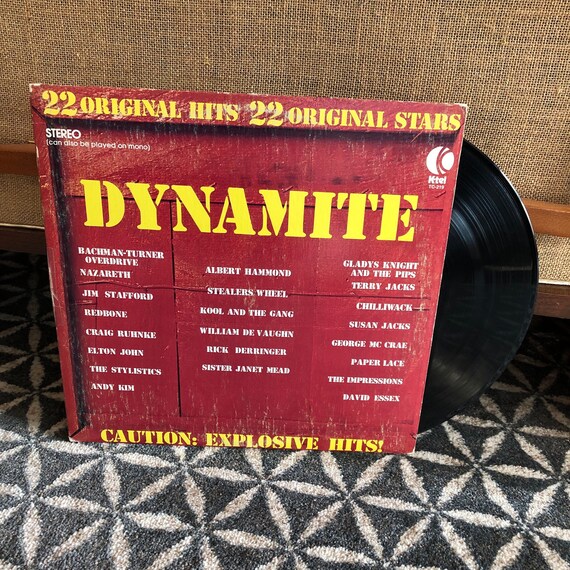 22 ORIGINAL HITS 22 ORIGINAL STARS
STEREO
(can also be played on mono)
K-tel
TC-219
DYNAMITE
BACHMAN-TURNER
OVERDRIVE
NAZARETH
JIM STAFFORD
REDBONE
CRAIG RUHNKE
ELTON JOHN
THE STYLISTICS
ANDY KIM
ALBERT HAMMOND
STEALERS WHEEL
KOOL AND THE GANG
WILLIAM DE VAUGHN
RICK DERRINGER
SISTER JANET MEAD
GLADYS KNIGHT
AND THE PIPS
TERRY JACKS
CHILLIWACK
SUSAN JACKS
GEORGE MC CRAE
PAPER LACE
THE IMPRESSIONS
DAVID ESSEX
CAUTION: EXPLOSIVE HITS!